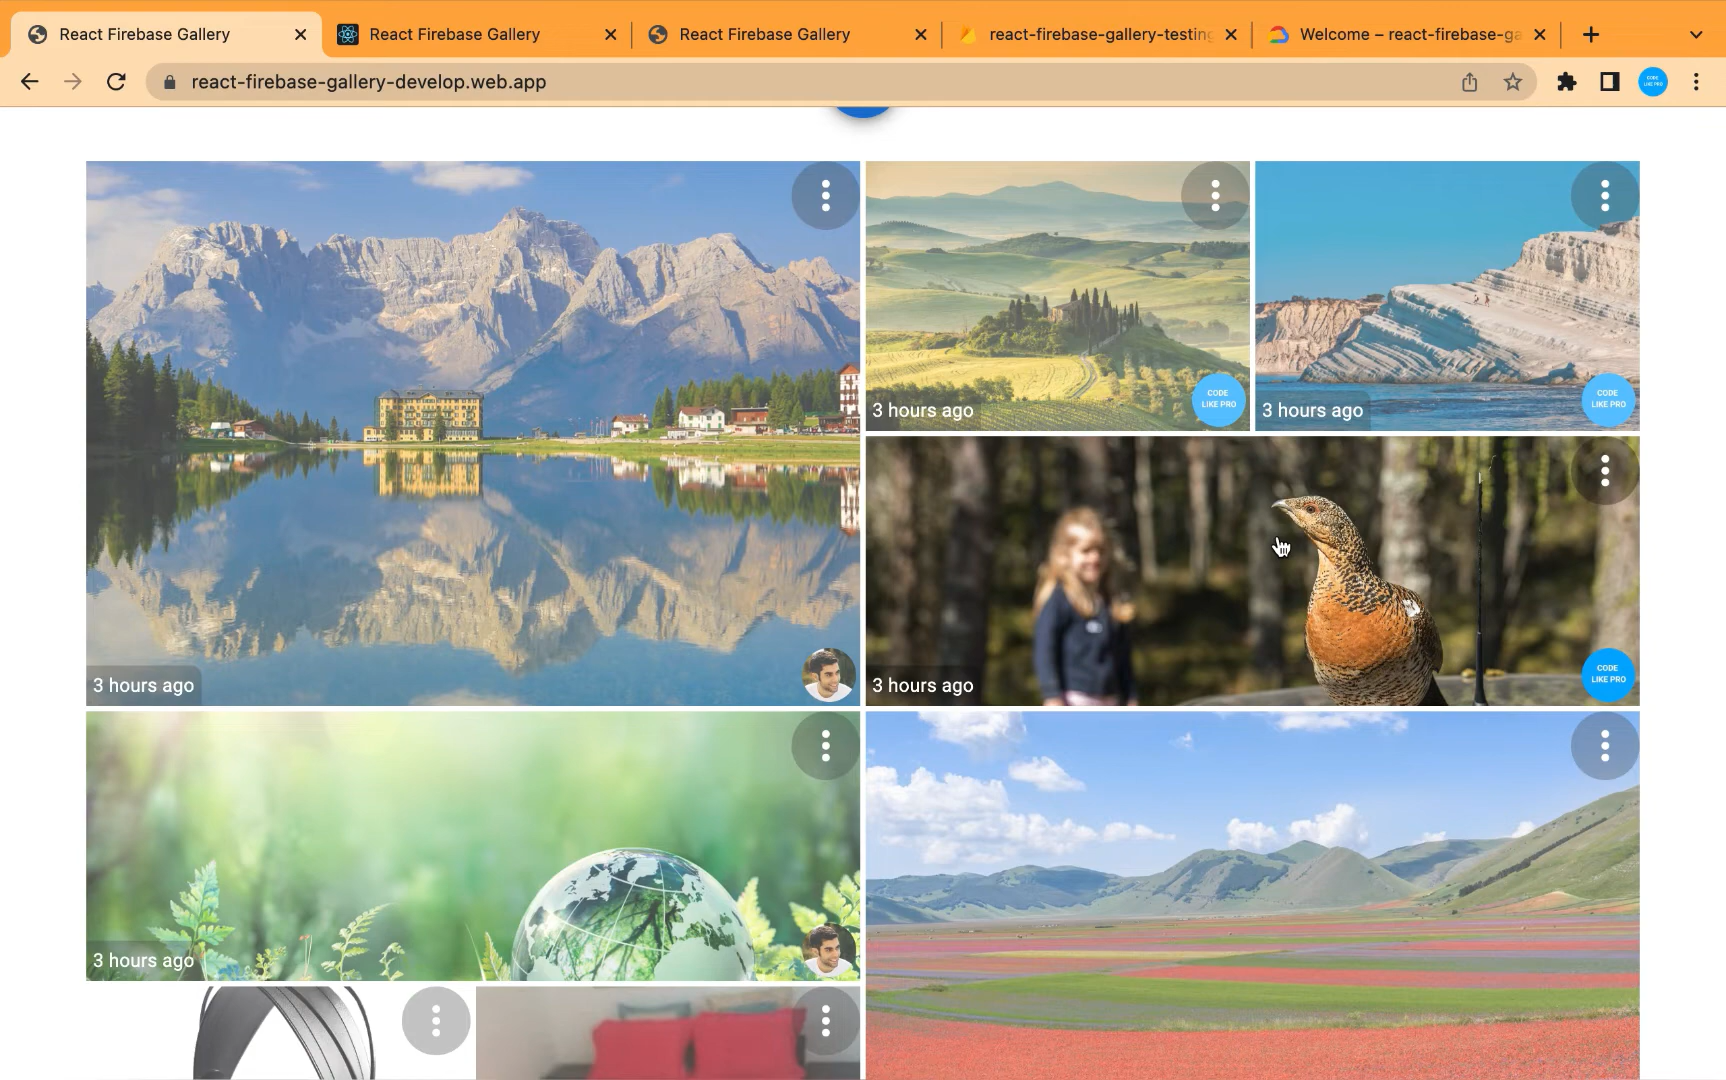 React Firebase Gallery
React Firebase Gallery
React Firebase Gallery
react-firebase-gallery-testing
Welcome – react-firebase-ga
react-firebase-gallery-develop.web.app
3 hours ago
CODE
LIKE PRO
3 hours ago
CODE
LIKE PRO
3 hours ago
3 hours ago
CODE
LIKE PRO
3 hours ago